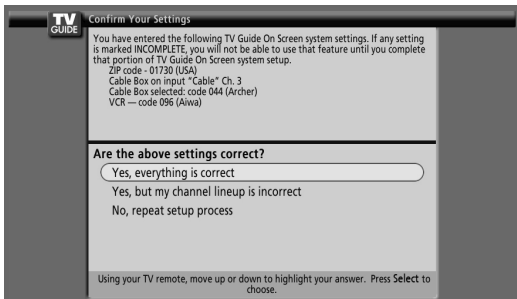 TV
GUIDE
Confirm Your Settings
You have entered the following TV Guide On Screen system settings. If any setting
is marked INCOMPLETE, you will not be able to use that feature until you complete
that portion of TV Guide On Screen system setup.
ZIP code - 01730 (USA)
Cable Box on input "Cable" Ch. 3
Cable Box selected: code 044 (Archer)
VCR — code 096 (Aiwa)
Are the above settings correct?
Yes, everything is correct
Yes, but my channel lineup is incorrect
No, repeat setup process
Using your TV remote, move up or down to highlight your answer. Press Select to
choose.